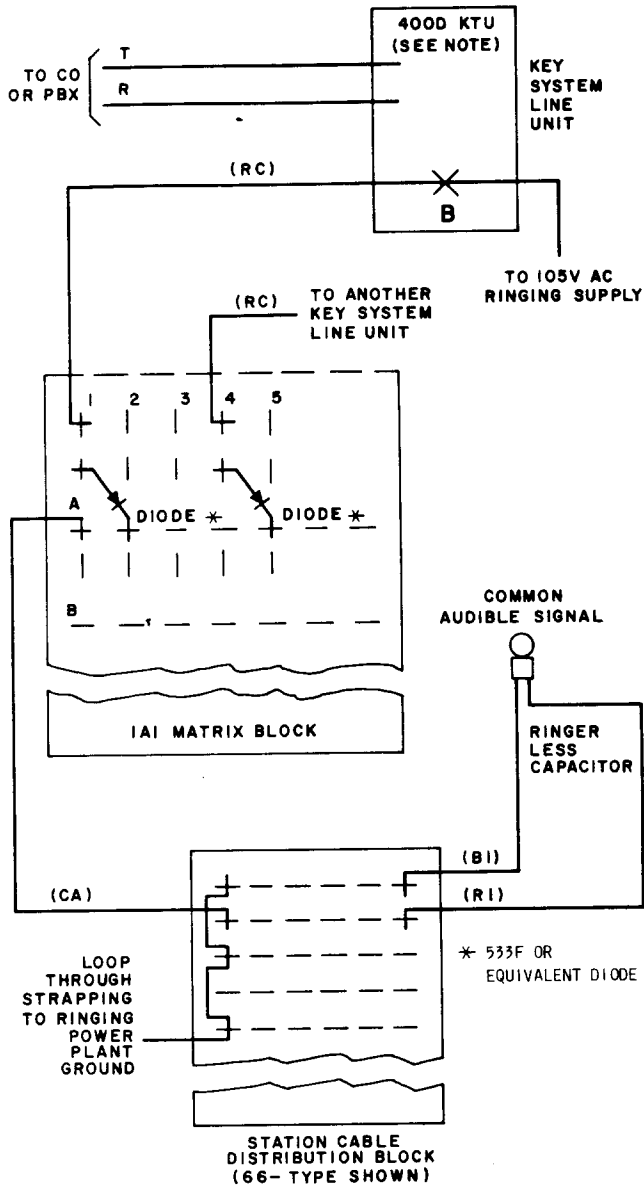 400D KTU
(SEE NOTE)
TO CO
OR PBX
T
R
KEY
SYSTEM
LINE
UNIT
(RC)
B
TO 105V AC
RINGING SUPPLY
(RC)
TO ANOTHER
KEY SYSTEM
LINE UNIT
1 2 3 4 5
A
DIODE *
DIODE *
B
1A1 MATRIX BLOCK
COMMON
AUDIBLE SIGNAL
RINGER
LESS
CAPACITOR
(B1)
(CA)
(R1)
* 533F OR
EQUIVALENT DIODE
LOOP
THROUGH
STRAPPING
TO RINGING
POWER
PLANT
GROUND
STATION CABLE
DISTRIBUTION BLOCK
(66-TYPE SHOWN)